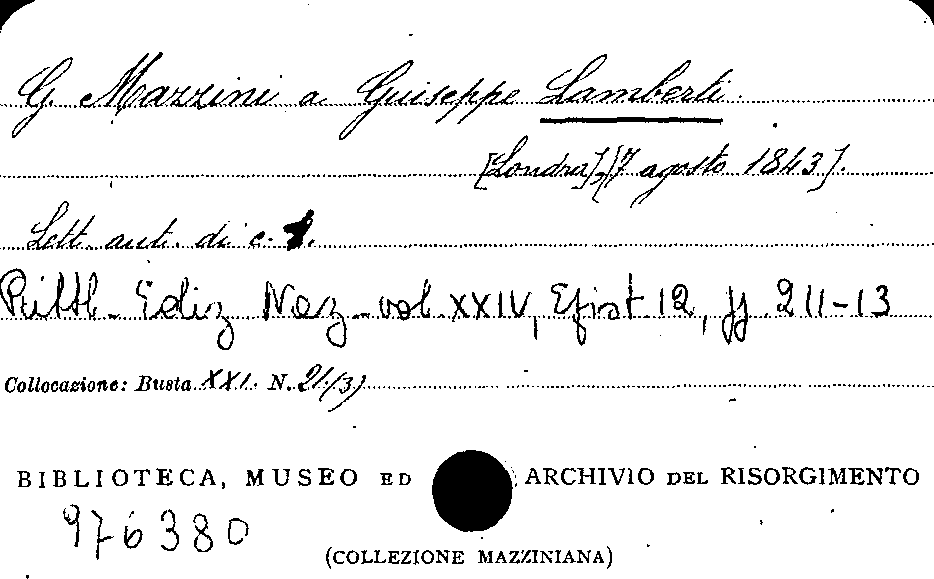 G. Mazzini a Giuseppe Lamberti.
[Londra], [7 agosto 1843].
Lett. aut. di c. 1.
Pubbl. Ediz Naz. vol. XXIV, Epist 12, pp. 211-13
Collocazione: Busta XXI. N. 21/3)
BIBLIOTECA, MUSEO ED ARCHIVIO DEL RISORGIMENTO
976380
(COLLEZIONE MAZZINIANA)